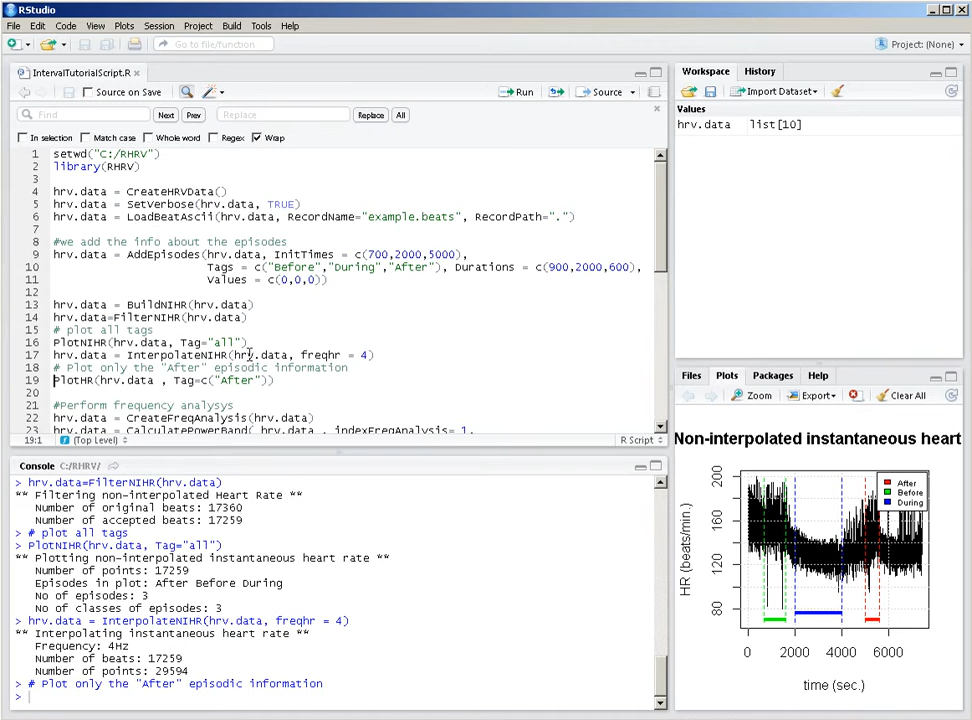 RStudio
File Edit Code View Plots Session Project Build Tools Help
Go to file/function
Project: (None)
IntervalTutorialScript.R
Source on Save
Run
Source
Find
Next
Prev
Replace
Replace
All
In selection Match case Whole word Regex Wrap
1 setwd("C:/RHRV")
2 library(RHRV)
3
4 hrv.data = CreateHRVData()
5 hrv.data = SetVerbose(hrv.data, TRUE)
6 hrv.data = LoadBeatAscii(hrv.data, RecordName="example.beats", RecordPath=".")
7
8 #we add the info about the episodes
9 hrv.data = AddEpisodes(hrv.data, InitTimes = c(700,2000,5000),
10 Tags = c("Before","During","After"), Durations = c(900,2000,600),
11 Values = c(0,0,0))
12
13 hrv.data = BuildNIHR(hrv.data)
14 hrv.data=FilterNIHR(hrv.data)
15 # plot all tags
16 PlotNIHR(hrv.data, Tag="all")
17 hrv.data = InterpolateNIHR(hrv.data, freqhr = 4)
18 # Plot only the "After" episodic information
19 PlotHR(hrv.data , Tag=c("After"))
20
21 #Perform frequency analysys
22 hrv.data = CreateFreqAnalysis(hrv.data)
23 hrv.data = CalculatePowerBand( hrv.data , indexFreqAnalysis= 1,
19:1 (Top Level) R Script
Console C:/RHRV/
> hrv.data=FilterNIHR(hrv.data)
** Filtering non-interpolated Heart Rate **
Number of original beats: 17360
Number of accepted beats: 17259
> # plot all tags
> PlotNIHR(hrv.data, Tag="all")
** Plotting non-interpolated instantaneous heart rate **
Number of points: 17259
Episodes in plot: After Before During
No of episodes: 3
No of classes of episodes: 3
> hrv.data = InterpolateNIHR(hrv.data, freqhr = 4)
** Interpolating instantaneous heart rate **
Frequency: 4Hz
Number of beats: 17259
Number of points: 29594
> # Plot only the "After" episodic information
>
Workspace History
Import Dataset
Values
hrv.data list[10]
Files Plots Packages Help
Zoom Export Clear All
Non-interpolated instantaneous heart
After
Before
During
HR (beats/min.)
200
160
120
80
0 2000 4000 6000
time (sec.)